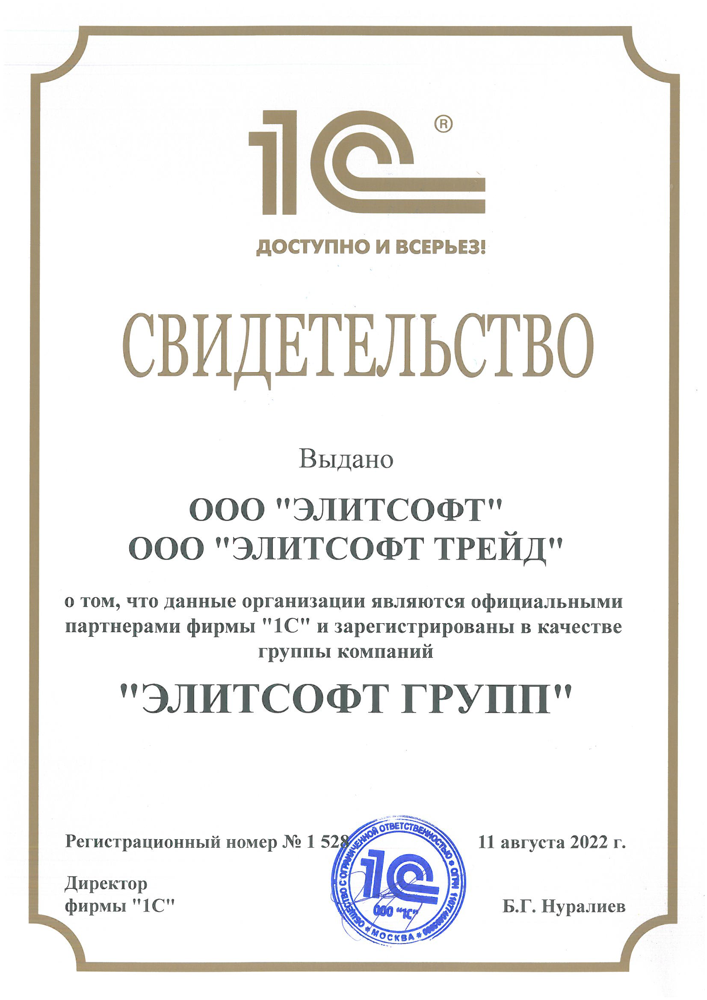 1С ®
ДОСТУПНО И ВСЕРЬЕЗ!
СВИДЕТЕЛЬСТВО
Выдано
ООО "ЭЛИТСОФТ"
ООО "ЭЛИТСОФТ ТРЕЙД"
о том, что данные организации являются официальными
партнерами фирмы "1С" и зарегистрированы в качестве
группы компаний
"ЭЛИТСОФТ ГРУПП"
Регистрационный номер № 1 528
11 августа 2022 г.
Директор
фирмы "1С"
Б.Г. Нуралиев
ОБЩЕСТВО С ОГРАНИЧЕННОЙ ОТВЕТСТВЕННОСТЬЮ * ОГРН
* МОСКВА *
1С
ООО "1С"